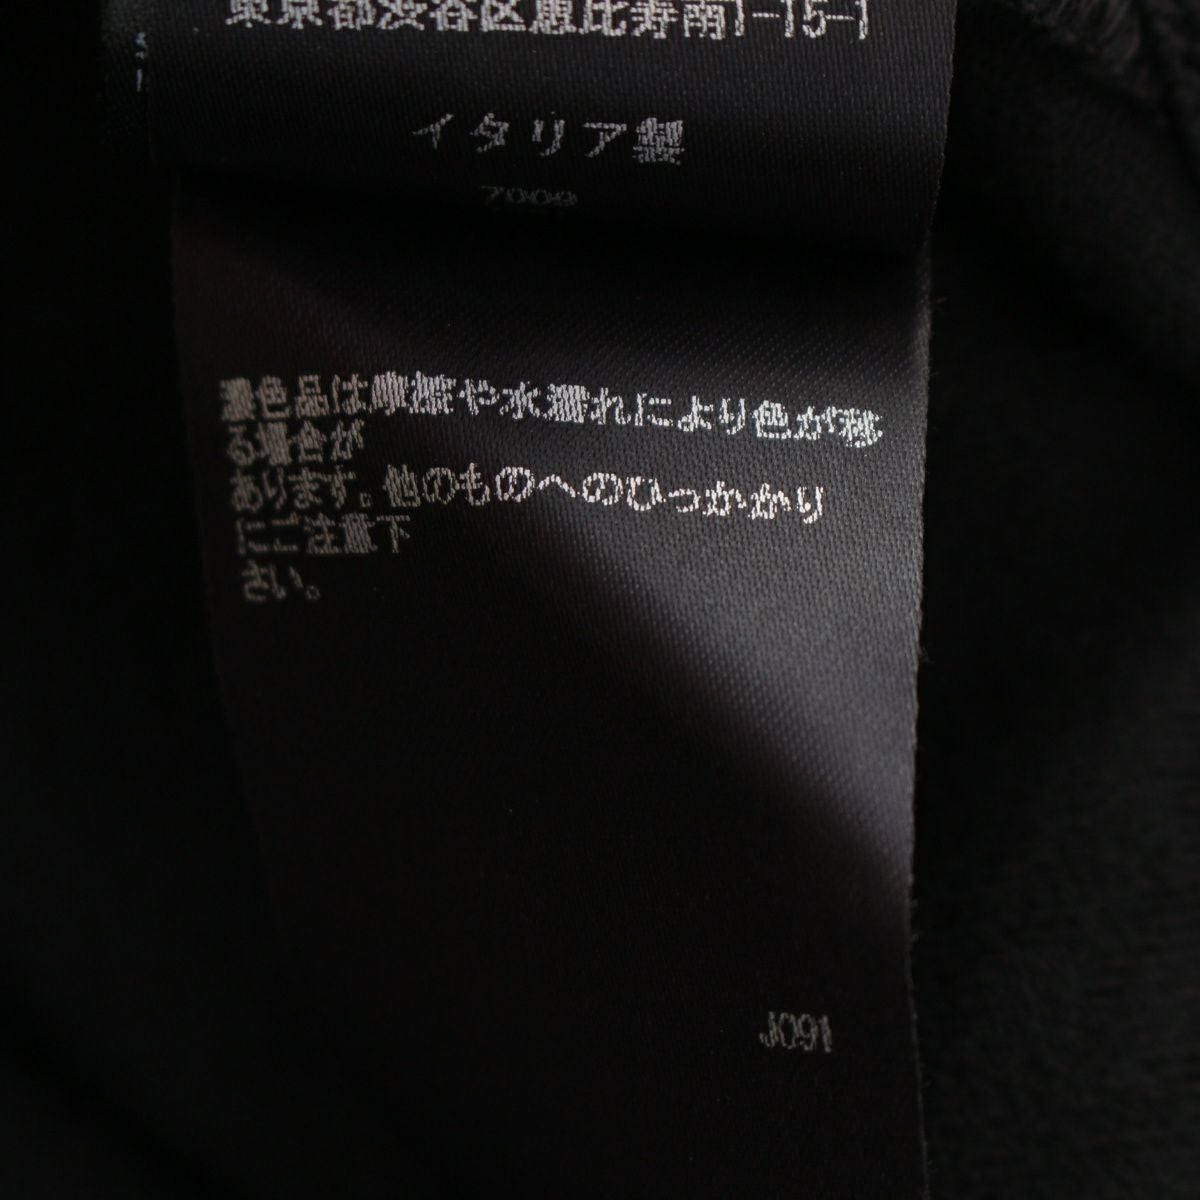 東京都渋谷区恵比寿南1-15-1
イタリア製
7000
濃色品は摩擦や水濡れにより色が移
る場合が
あります。他のものへのひっかかり
にご注意下
さい。
J091